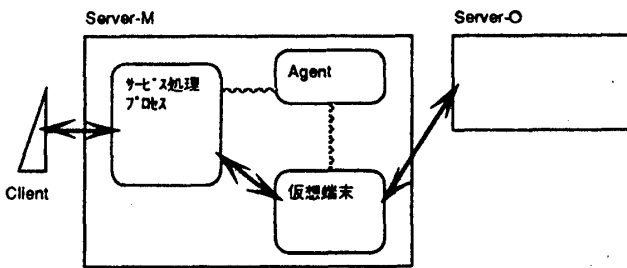 Server-M
Server-O
サービス処理
プロセス
Agent
Client
仮想端末